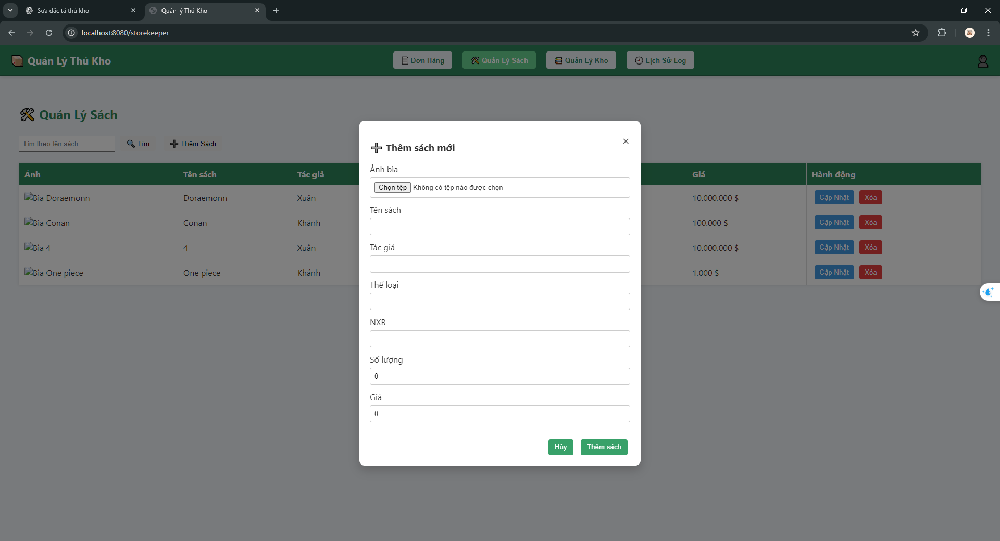 Sửa đặc tả thủ kho
Quản lý Thủ Kho
localhost:8080/storekeeper
Quản Lý Thủ Kho
Đơn Hàng
Quản Lý Sách
Quản Lý Kho
Lịch Sử Log
Quản Lý Sách
Tìm theo tên sách...
Tìm
Thêm Sách
Ảnh Tên sách Tác giả Giá Hành động
Bìa Doraemonn Doraemonn Xuân 10.000.000 $ Cập Nhật Xóa
Bìa Conan Conan Khánh 100.000 $ Cập Nhật Xóa
Bìa 4 4 Xuân 10.000.000 $ Cập Nhật Xóa
Bìa One piece One piece Khánh 1.000 $ Cập Nhật Xóa
Thêm sách mới
Ảnh bìa
Chọn tệp Không có tệp nào được chọn
Tên sách
Tác giả
Thể loại
NXB
Số lượng
0
Giá
0
Hủy
Thêm sách